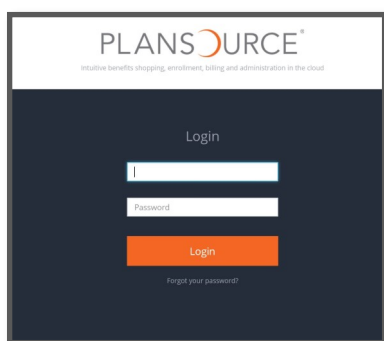 PLANSOURCE®
Intuitive benefits shopping, enrollment, billing and administration in the cloud
Login
Password
Login
Forgot your password?